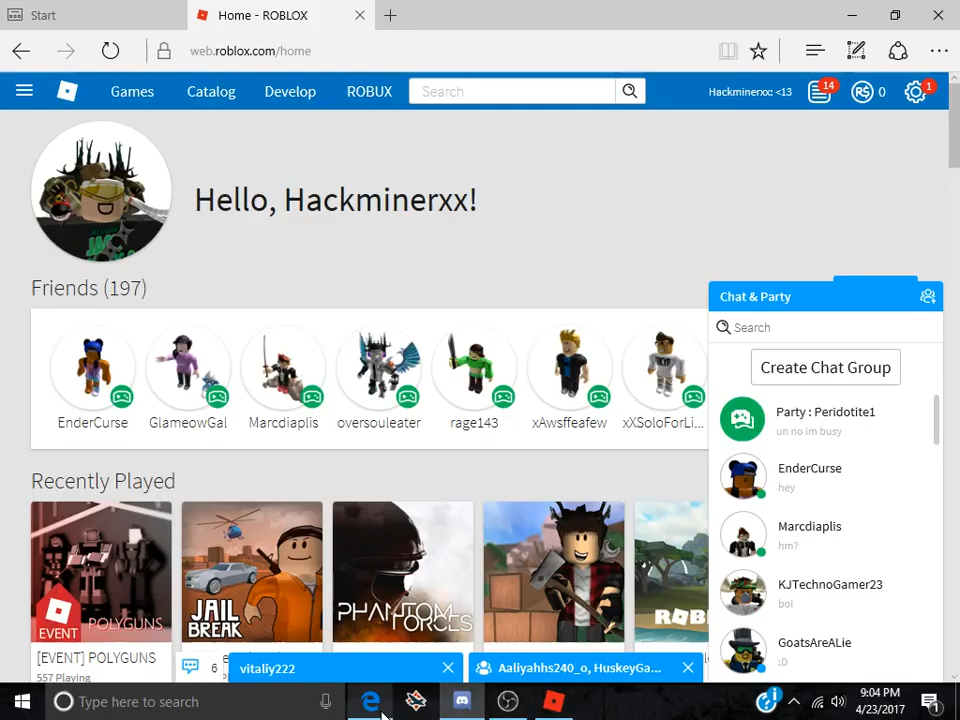 Start
Home - ROBLOX
web.roblox.com/home
Games
Catalog
Develop
ROBUX
Search
Hackminerxx: <13
14
R$ 0
1
Hello, Hackminerxx!
Friends (197)
EnderCurse
GlameowGal
Marcdiaplis
oversouleater
rage143
xAwsffeafew
xXSoloForLi...
Recently Played
EVENT POLYGUNS
JAIL
BREAK
PHANTOM
FORCES
[EVENT] POLYGUNS
557 Playing
Chat & Party
Search
Create Chat Group
Party : Peridotite1
un no im busy
EnderCurse
hey
Marcdiaplis
hm?
KJTechnoGamer23
boi
GoatsAreALie
:D
6
vitaliy222
Aaliyahhs240_o, HuskeyGa...
Type here to search
9:04 PM
4/23/2017
1